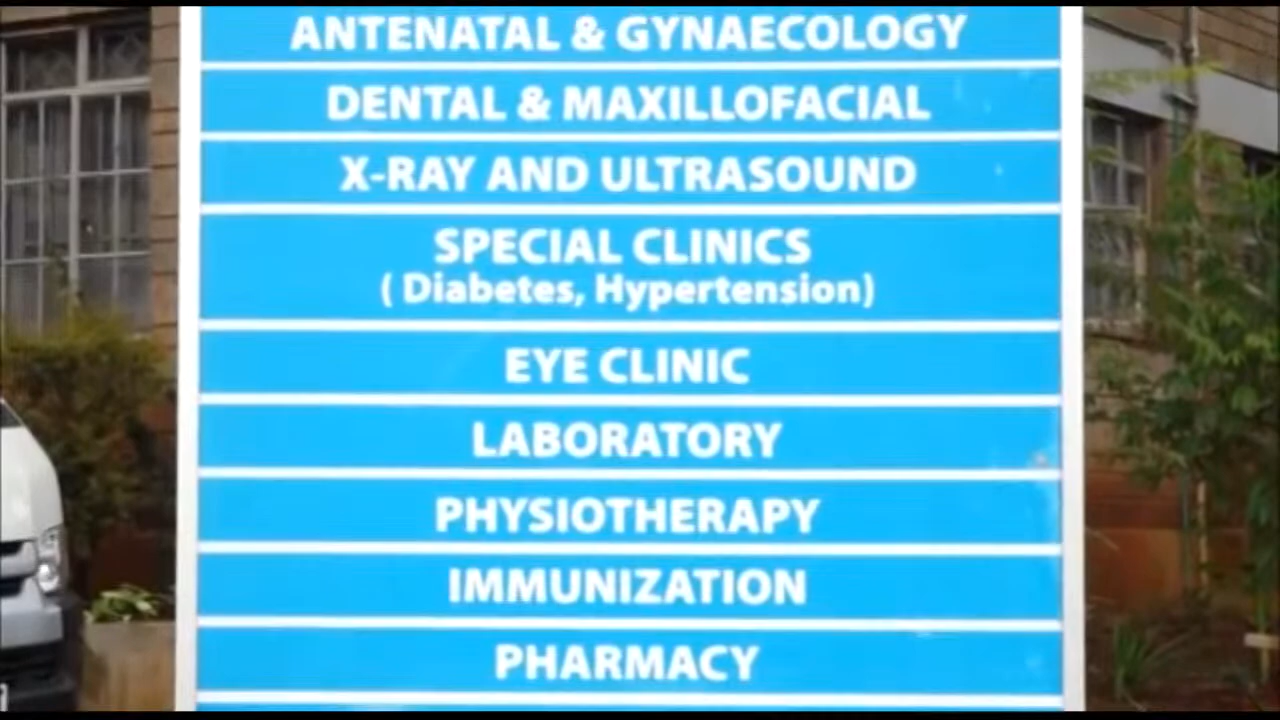 ANTENATAL & GYNAECOLOGY
DENTAL & MAXILLOFACIAL
X-RAY AND ULTRASOUND
SPECIAL CLINICS
( Diabetes, Hypertension)
EYE CLINIC
LABORATORY
PHYSIOTHERAPY
IMMUNIZATION
PHARMACY